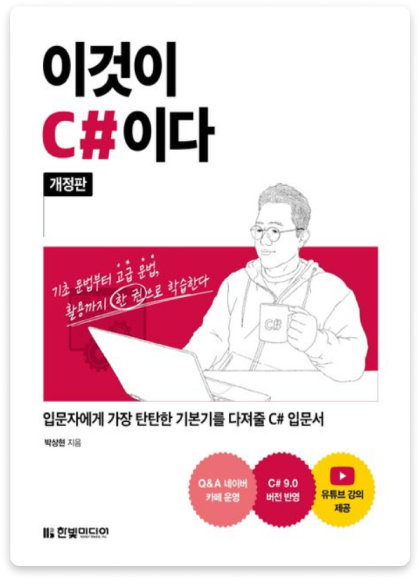 이것이
C#이다
개정판
기초 문법부터 고급 문법,
활용까지 한 권으로 학습한다
C#
입문자에게 가장 탄탄한 기본기를 다져줄 C# 입문서
박상현 지음
Q&A 네이버
카페 운영
C# 9.0
버전 반영
유튜브 강의
제공
한빛미디어